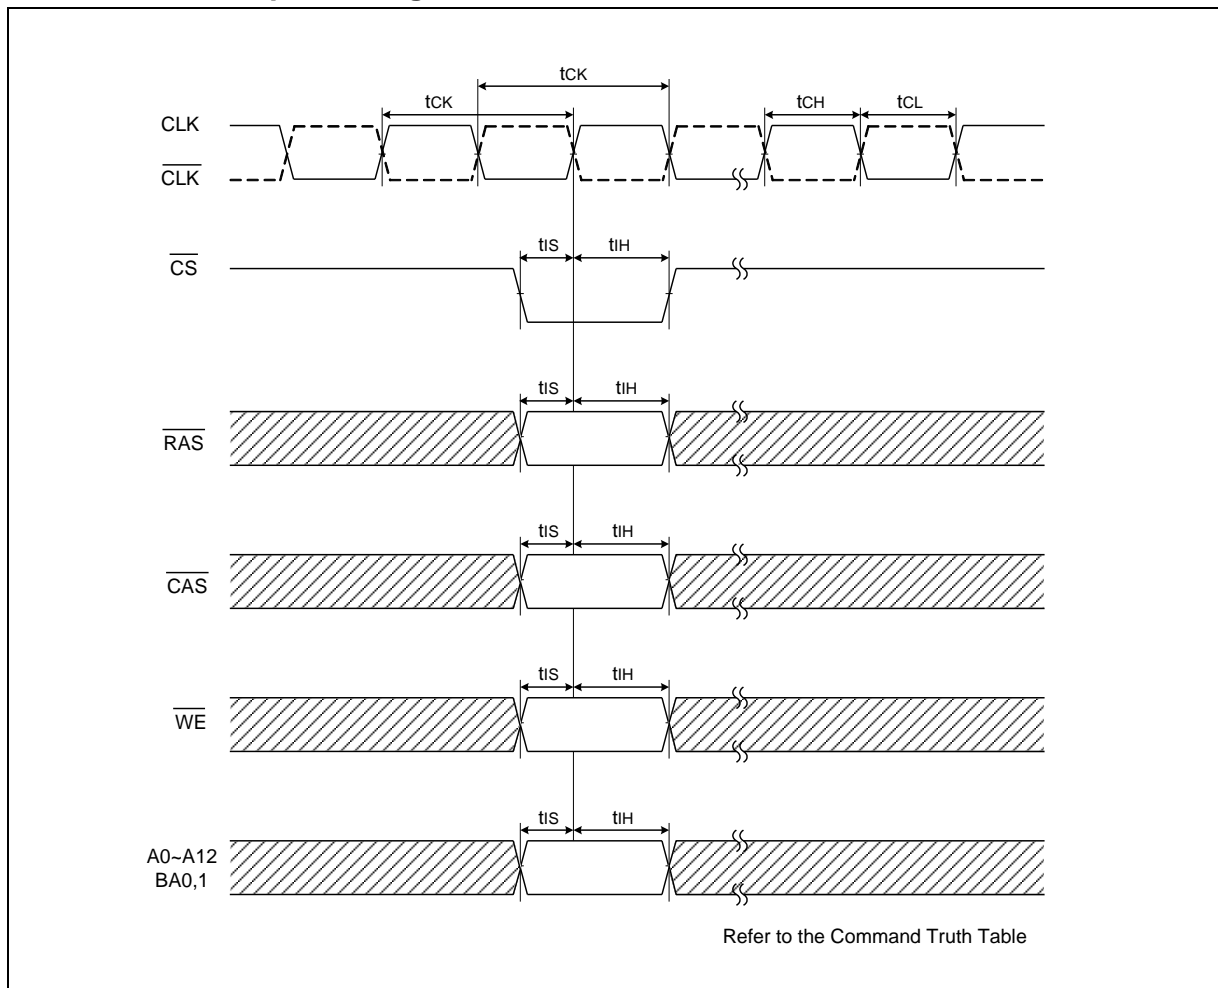 tCK
tCK
tCH
tCL
CLK
CLK
tIS
tIH
CS
tIS
tIH
RAS
tIS
tIH
CAS
tIS
tIH
WE
tIS
tIH
A0~A12
BA0,1
Refer to the Command Truth Table